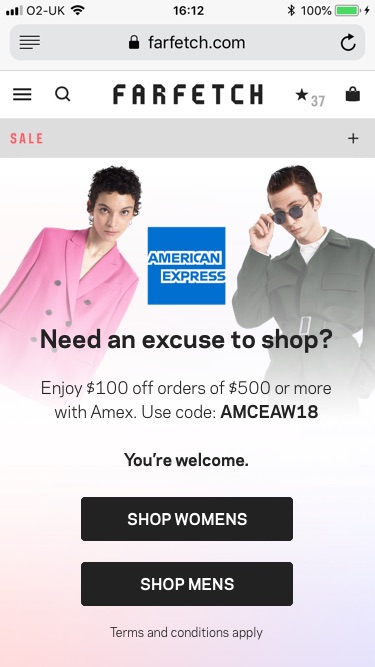 O2-UK 16:12 100%
farfetch.com
FARFETCH 37
SALE +
AMERICAN
EXPRESS
Need an excuse to shop?
Enjoy $100 off orders of $500 or more
with Amex. Use code: AMCEAW18
You're welcome.
SHOP WOMENS
SHOP MENS
Terms and conditions apply